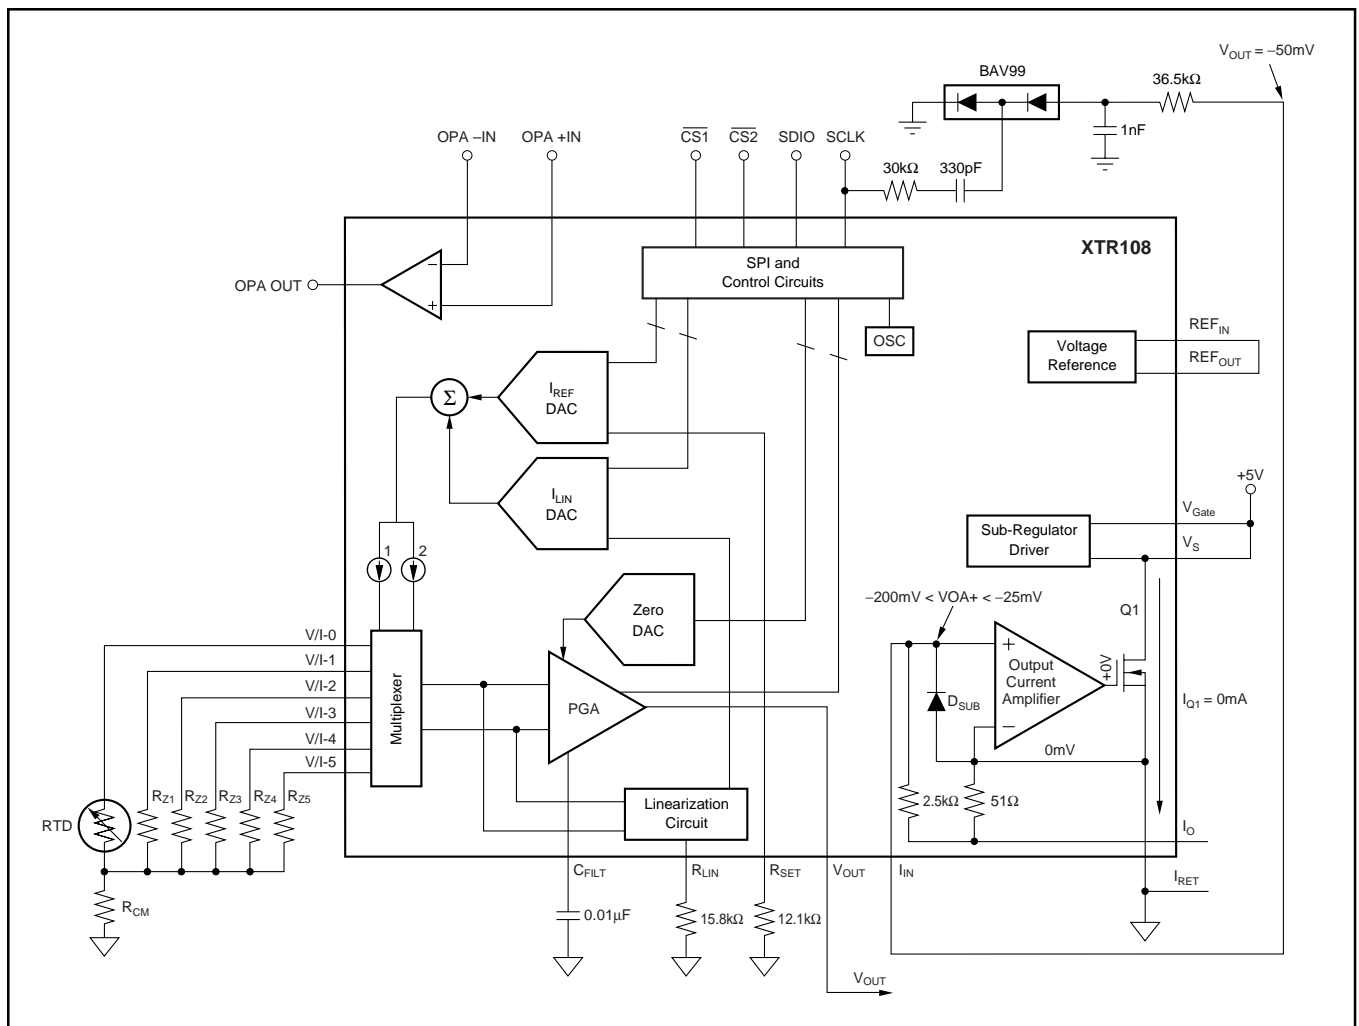 V_OUT = –50mV
BAV99
36.5kΩ
1nF
OPA –IN
OPA +IN
CS1
CS2
SDIO
SCLK
30kΩ
330pF
XTR108
SPI and
Control Circuits
OPA OUT
–
+
OSC
REF_IN
REF_OUT
Voltage
Reference
I_REF
DAC
Σ
I_LIN
DAC
+5V
V_Gate
V_S
Sub-Regulator
Driver
1
2
Zero
DAC
–200mV < VOA+ < –25mV
Q1
V/I-0
V/I-1
V/I-2
V/I-3
V/I-4
V/I-5
Multiplexer
PGA
+
Output
Current
Amplifier
–
+0V
D_SUB
I_Q1 = 0mA
0mV
R_Z1
R_Z2
R_Z3
R_Z4
R_Z5
RTD
Linearization
Circuit
2.5kΩ
51Ω
I_O
C_FILT
R_LIN
R_SET
V_OUT
I_IN
I_RET
R_CM
0.01µF
15.8kΩ
12.1kΩ
V_OUT